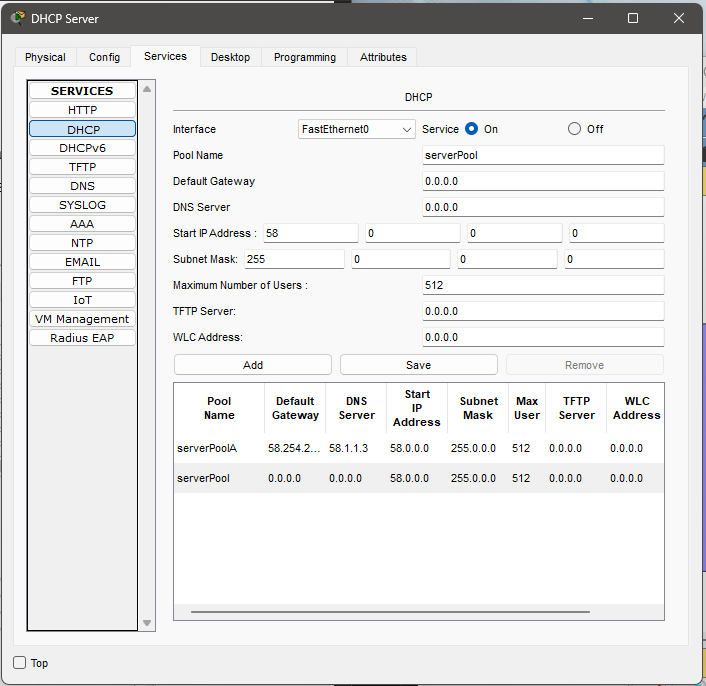 DHCP Server
Physical Config Services Desktop Programming Attributes
SERVICES
HTTP
DHCP
DHCPv6
TFTP
DNS
SYSLOG
AAA
NTP
EMAIL
FTP
IoT
VM Management
Radius EAP
DHCP
Interface FastEthernet0 Service On Off
Pool Name serverPool
Default Gateway 0.0.0.0
DNS Server 0.0.0.0
Start IP Address : 58 0 0 0
Subnet Mask: 255 0 0 0
Maximum Number of Users : 512
TFTP Server: 0.0.0.0
WLC Address: 0.0.0.0
Add Save Remove
Pool Name Default Gateway DNS Server Start IP Address Subnet Mask Max User TFTP Server WLC Address
serverPoolA 58.254.2... 58.1.1.3 58.0.0.0 255.0.0.0 512 0.0.0.0 0.0.0.0
serverPool 0.0.0.0 0.0.0.0 58.0.0.0 255.0.0.0 512 0.0.0.0 0.0.0.0
Top